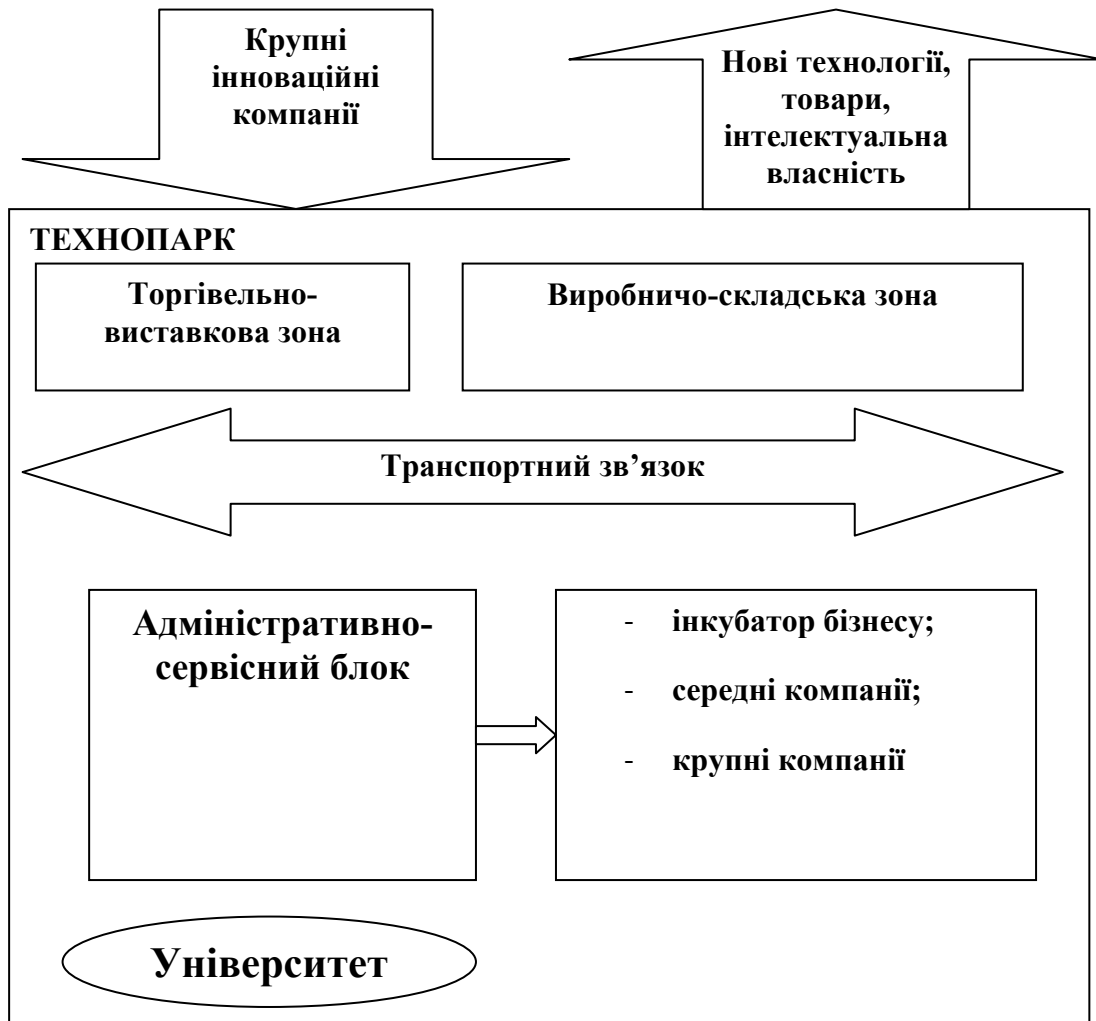 Крупні
інноваційні
компанії
Нові технології,
товари,
інтелектуальна
власність
ТЕХНОПАРК
Торгівельно-
виставкова зона
Виробничо-складська зона
Транспортний зв’язок
Адміністративно-
сервісний блок
- інкубатор бізнесу;
- середні компанії;
- крупні компанії
Університет